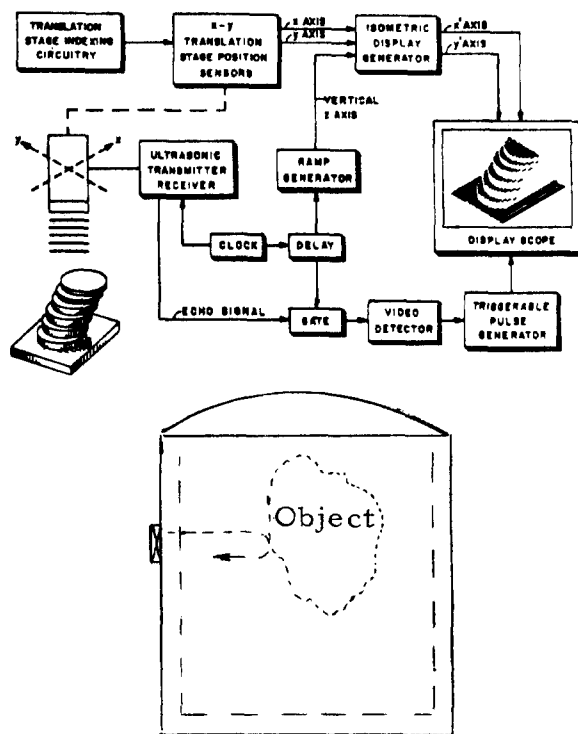 TRANSLATION
STAGE INDEXING
CIRCUITRY
x-y
TRANSLATION
STAGE POSITION
SENSORS
x AXIS
y AXIS
ISOMETRIC
DISPLAY
GENERATOR
x' AXIS
y' AXIS
VERTICAL
Z AXIS
y
x
ULTRASONIC
TRANSMITTER
RECEIVER
RAMP
GENERATOR
CLOCK
DELAY
DISPLAY SCOPE
ECHO SIGNAL
GATE
VIDEO
DETECTOR
TRIGGERABLE
PULSE
GENERATOR
Object